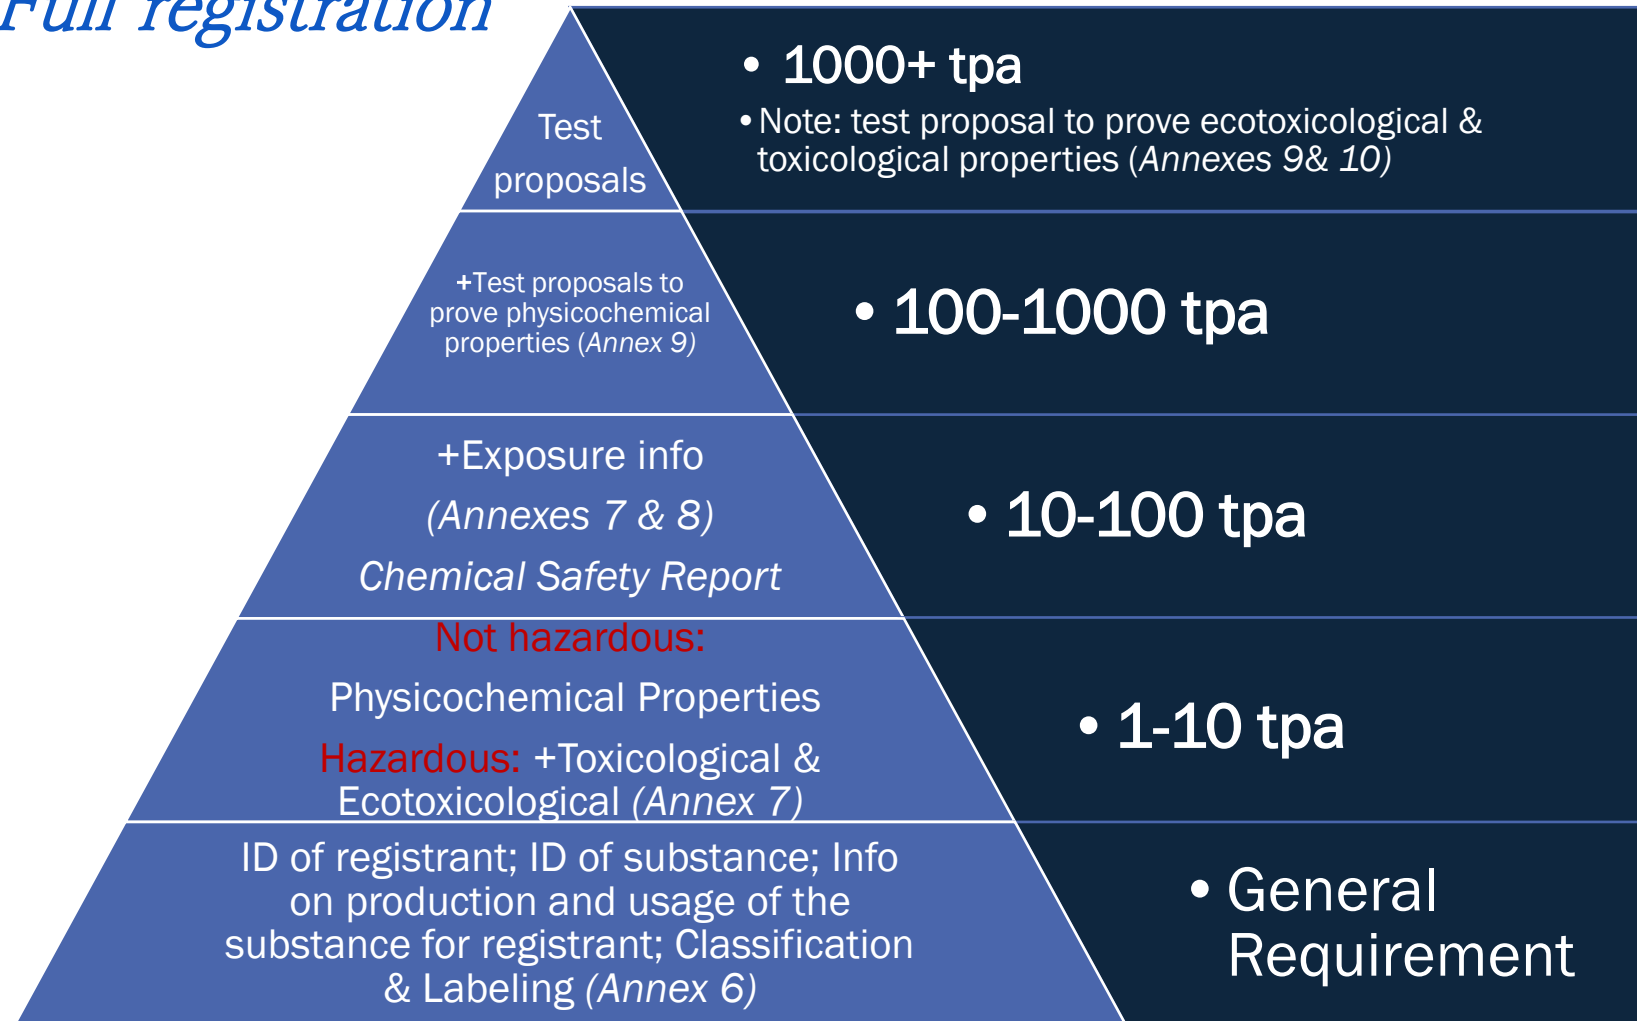 Full registration
Test
proposals
• 1000+ tpa
• Note: test proposal to prove ecotoxicological &
toxicological properties (Annexes 9& 10)
+Test proposals to
prove physicochemical
properties (Annex 9)
• 100-1000 tpa
+Exposure info
(Annexes 7 & 8)
Chemical Safety Report
• 10-100 tpa
Not hazardous:
Physicochemical Properties
Hazardous: +Toxicological &
Ecotoxicological (Annex 7)
• 1-10 tpa
ID of registrant; ID of substance; Info
on production and usage of the
substance for registrant; Classification
& Labeling (Annex 6)
• General
Requirement